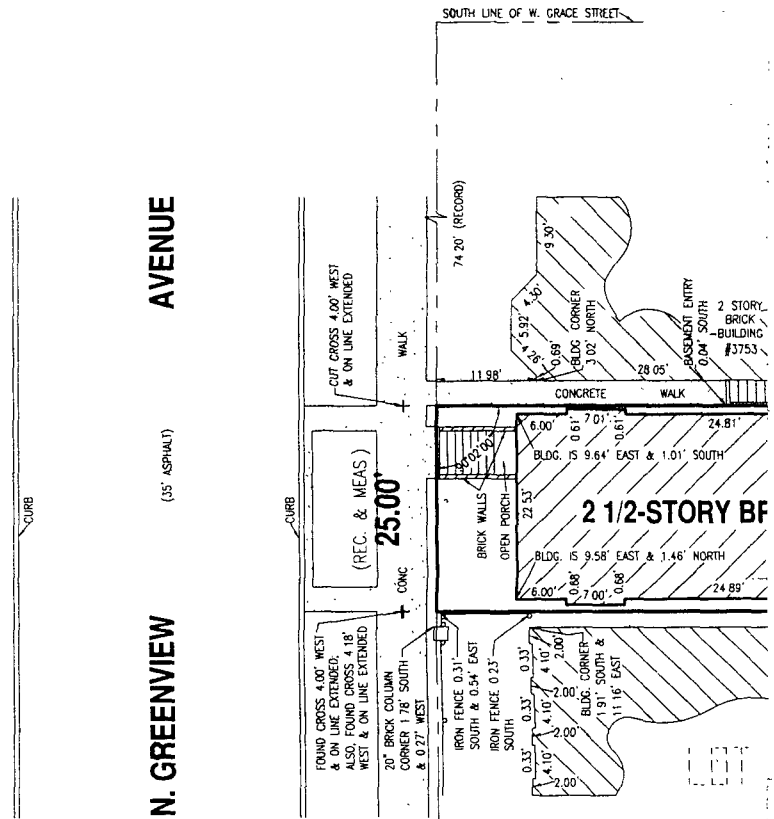 SOUTH LINE OF W. GRACE STREET
74 20' (RECORD)
AVENUE
N. GREENVIEW
(35' ASPHALT)
CURB
CURB
CUT CROSS 4.00' WEST
& ON LINE EXTENDED
WALK
9 30'
4.30'
5.92'
4 26'
0.69'
BLDG CORNER
3 02' NORTH
BASEMENT ENTRY
0.04' SOUTH
2 STORY
BRICK
BUILDING
#3753
11 98'
28 05'
CONCRETE WALK
(REC. & MEAS )
25.00'
CONC
90°02'00"
BRICK WALLS
OPEN PORCH
6.00'
0.61'
7 01'
0.61'
24.81'
BLDG. IS 9.64' EAST & 1.01' SOUTH
22 53'
2 1/2-STORY BR
BLDG. IS 9.58' EAST & 1.46' NORTH
6.00'
0.68'
7 00'
0.68'
24 89'
FOUND CROSS 4.00' WEST
& ON LINE EXTENDED;
ALSO, FOUND CROSS 4 18'
WEST & ON LINE EXTENDED
20" BRICK COLUMN
CORNER 1 78' SOUTH
& 0 27' WEST
IRON FENCE 0.31'
SOUTH & 0.54' EAST
IRON FENCE 0 23'
SOUTH
0.33'
4.10'
2.00'
BLDG. CORNER
1 91' SOUTH &
11 16' EAST
0.33'
4.10'
2.00'
0.33'
4.10'
2.00'
2.00'